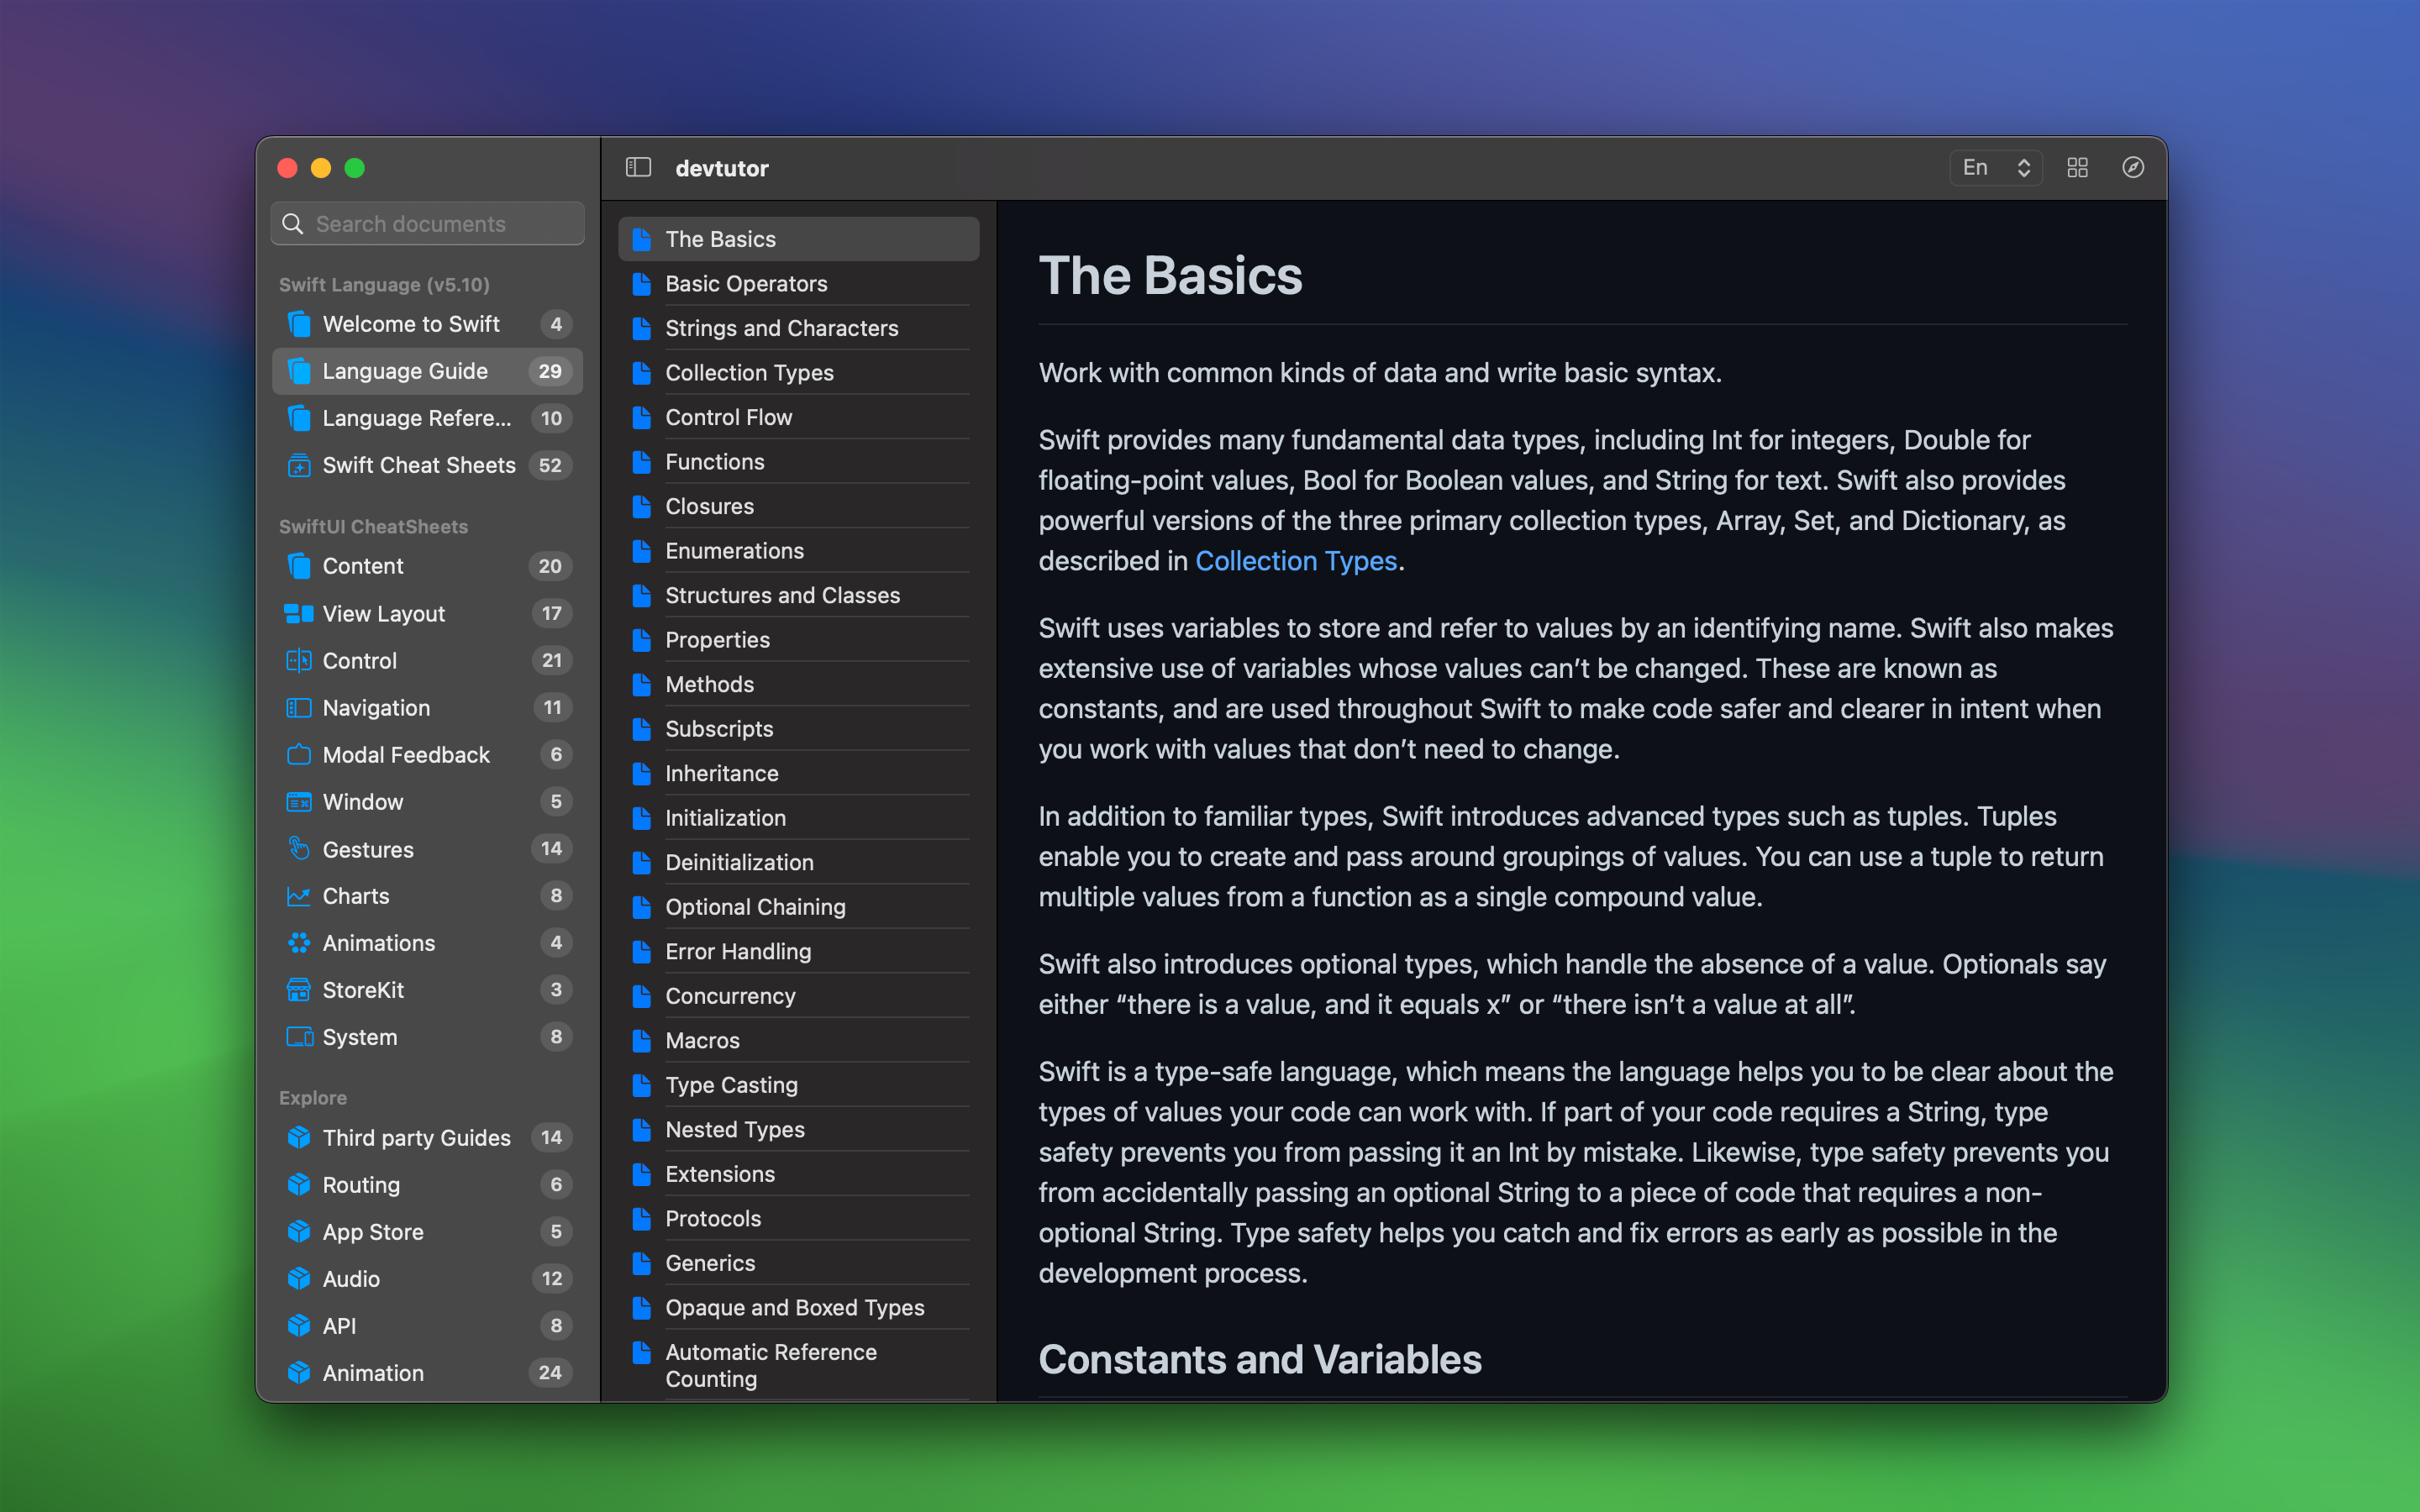 devtutor
En
Search documents
Swift Language (v5.10)
Welcome to Swift 4
Language Guide 29
Language Refere... 10
Swift Cheat Sheets 52
SwiftUI CheatSheets
Content 20
View Layout 17
Control 21
Navigation 11
Modal Feedback 6
Window 5
Gestures 14
Charts 8
Animations 4
StoreKit 3
System 8
Explore
Third party Guides 14
Routing 6
App Store 5
Audio 12
API 8
Animation 24
The Basics
Basic Operators
Strings and Characters
Collection Types
Control Flow
Functions
Closures
Enumerations
Structures and Classes
Properties
Methods
Subscripts
Inheritance
Initialization
Deinitialization
Optional Chaining
Error Handling
Concurrency
Macros
Type Casting
Nested Types
Extensions
Protocols
Generics
Opaque and Boxed Types
Automatic Reference
Counting
The Basics
Work with common kinds of data and write basic syntax.
Swift provides many fundamental data types, including Int for integers, Double for
floating-point values, Bool for Boolean values, and String for text. Swift also provides
powerful versions of the three primary collection types, Array, Set, and Dictionary, as
described in Collection Types.
Swift uses variables to store and refer to values by an identifying name. Swift also makes
extensive use of variables whose values can’t be changed. These are known as
constants, and are used throughout Swift to make code safer and clearer in intent when
you work with values that don’t need to change.
In addition to familiar types, Swift introduces advanced types such as tuples. Tuples
enable you to create and pass around groupings of values. You can use a tuple to return
multiple values from a function as a single compound value.
Swift also introduces optional types, which handle the absence of a value. Optionals say
either “there is a value, and it equals x” or “there isn’t a value at all”.
Swift is a type-safe language, which means the language helps you to be clear about the
types of values your code can work with. If part of your code requires a String, type
safety prevents you from passing it an Int by mistake. Likewise, type safety prevents you
from accidentally passing an optional String to a piece of code that requires a non-
optional String. Type safety helps you catch and fix errors as early as possible in the
development process.
Constants and Variables